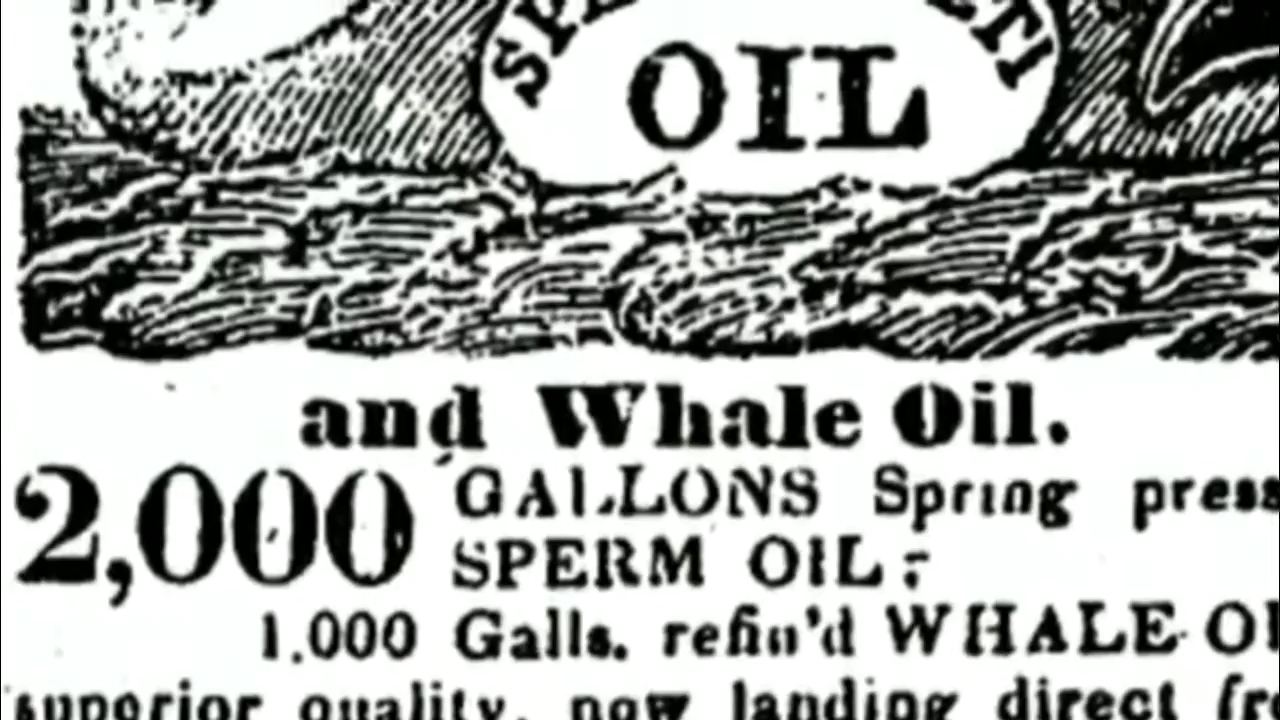 OIL
and Whale Oil.
2,000 GALLONS Spring
SPERM OIL;
1.000 Galls. refin'd WHALE
superior quality, now landing direct